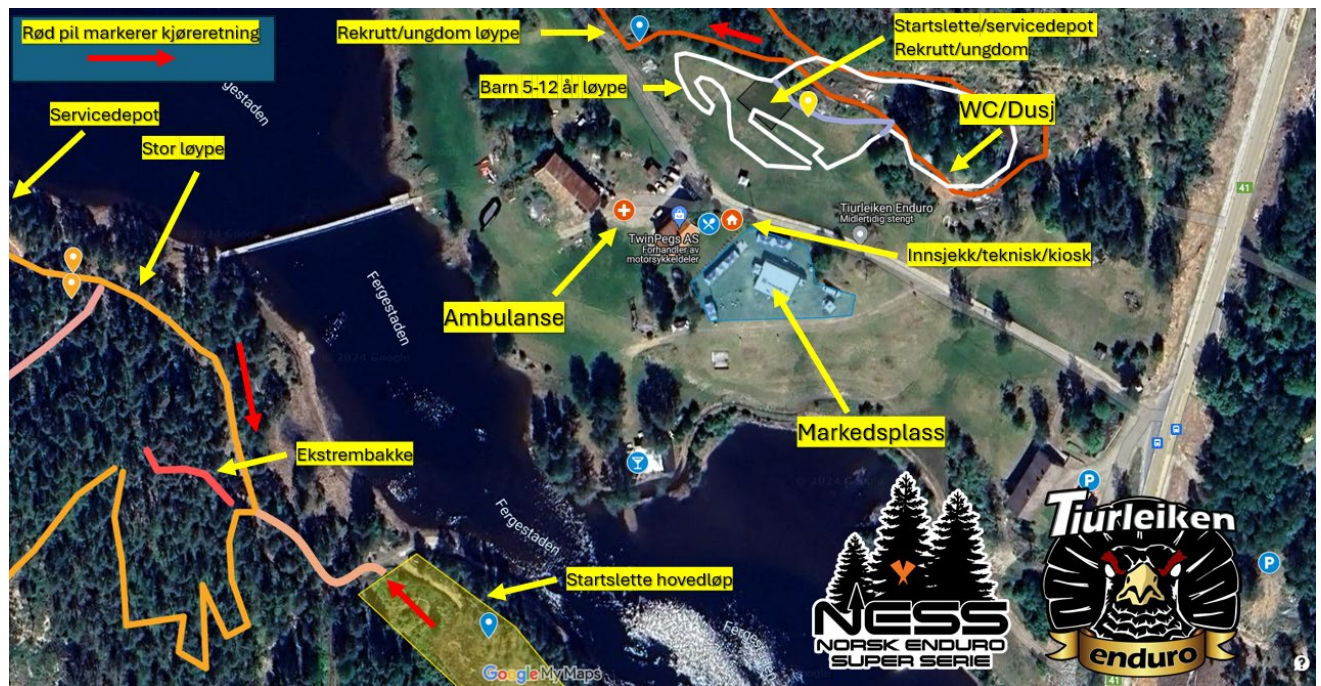 Rød pil markerer kjøreretning
Rekrutt/ungdom løype
Startslette/servicedepot
Rekrutt/ungdom
Barn 5-12 år løype
WC/Dusj
Fergestaden
Servicedepot
Stor løype
41
Tiurleiken Enduro
Midlertidig stengt
TwinPegs AS
Forhandler av
motorsykkeldeler
Innsjekk/teknisk/kiosk
Ambulanse
Fergestaden
Markedsplass
Ekstrembakke
P
Fergestaden
Startslette hovedløp
P
Tiurleiken
enduro
NESS
NORSK ENDURO
SUPER SERIE
Google My Maps
41
?